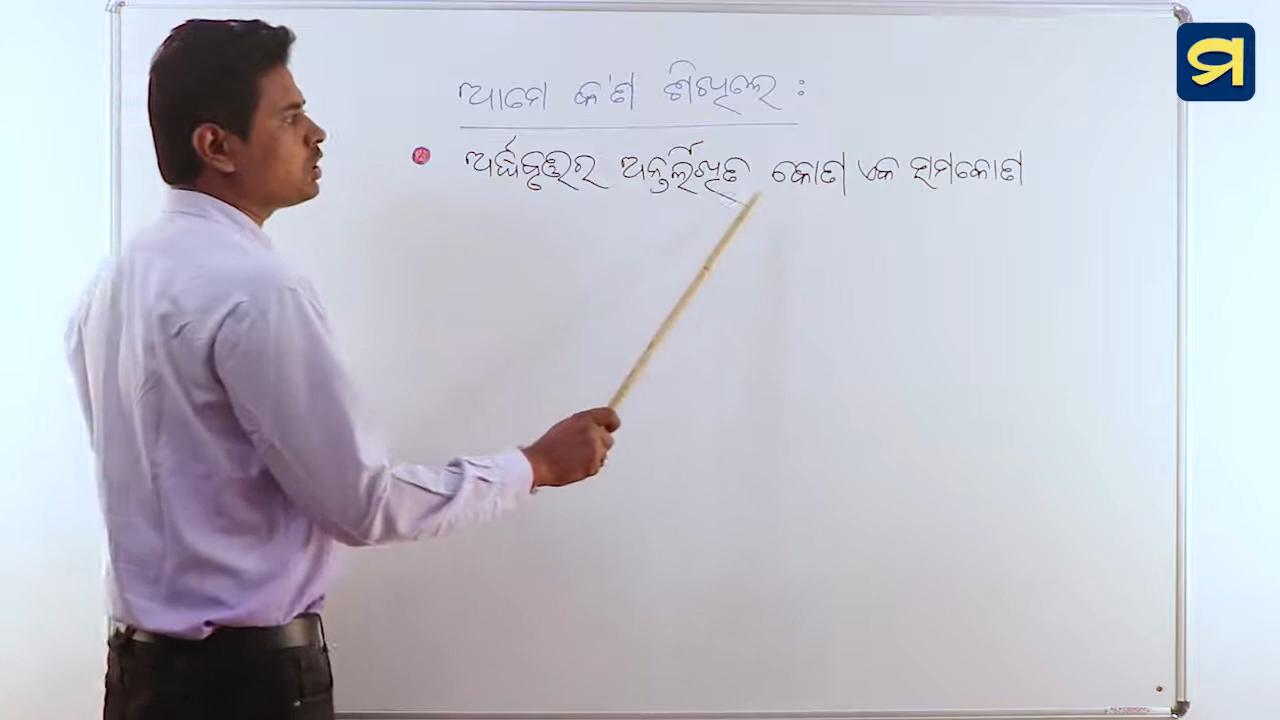 ଆମେ କ'ଣ ଶିଖିଲେ :
ଅର୍ଧବୃତ୍ତର ଅନ୍ତର୍ଲିଖିତ କୋଣ ଏକ ସମକୋଣ
ମ